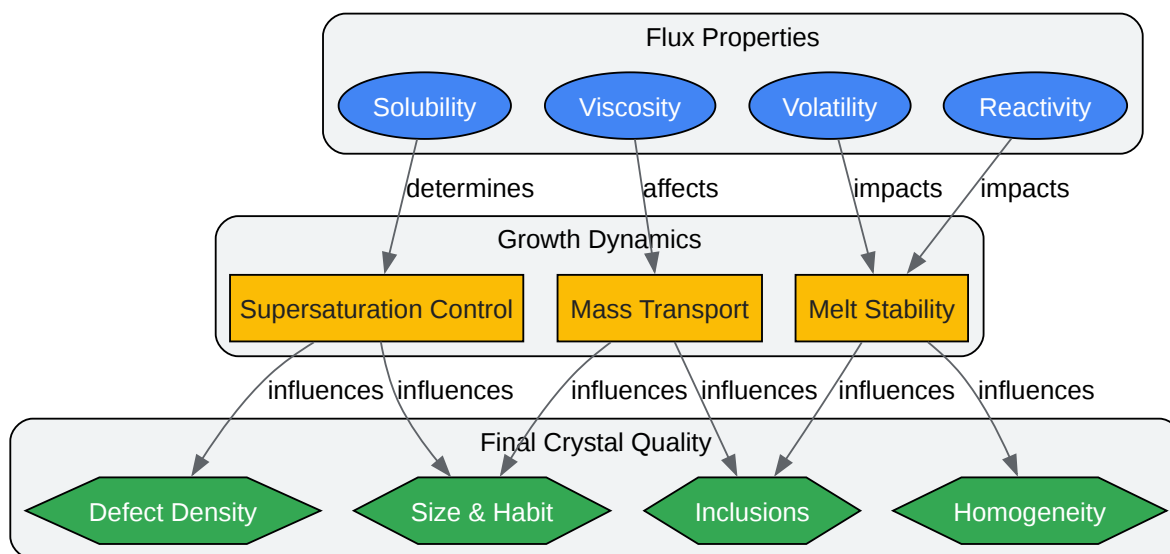 Flux Properties
Solubility Viscosity Volatility Reactivity
determines affects impacts impacts
Growth Dynamics
Supersaturation Control Mass Transport Melt Stability
influences influences influences influences influences influences
Final Crystal Quality
Defect Density Size & Habit Inclusions Homogeneity